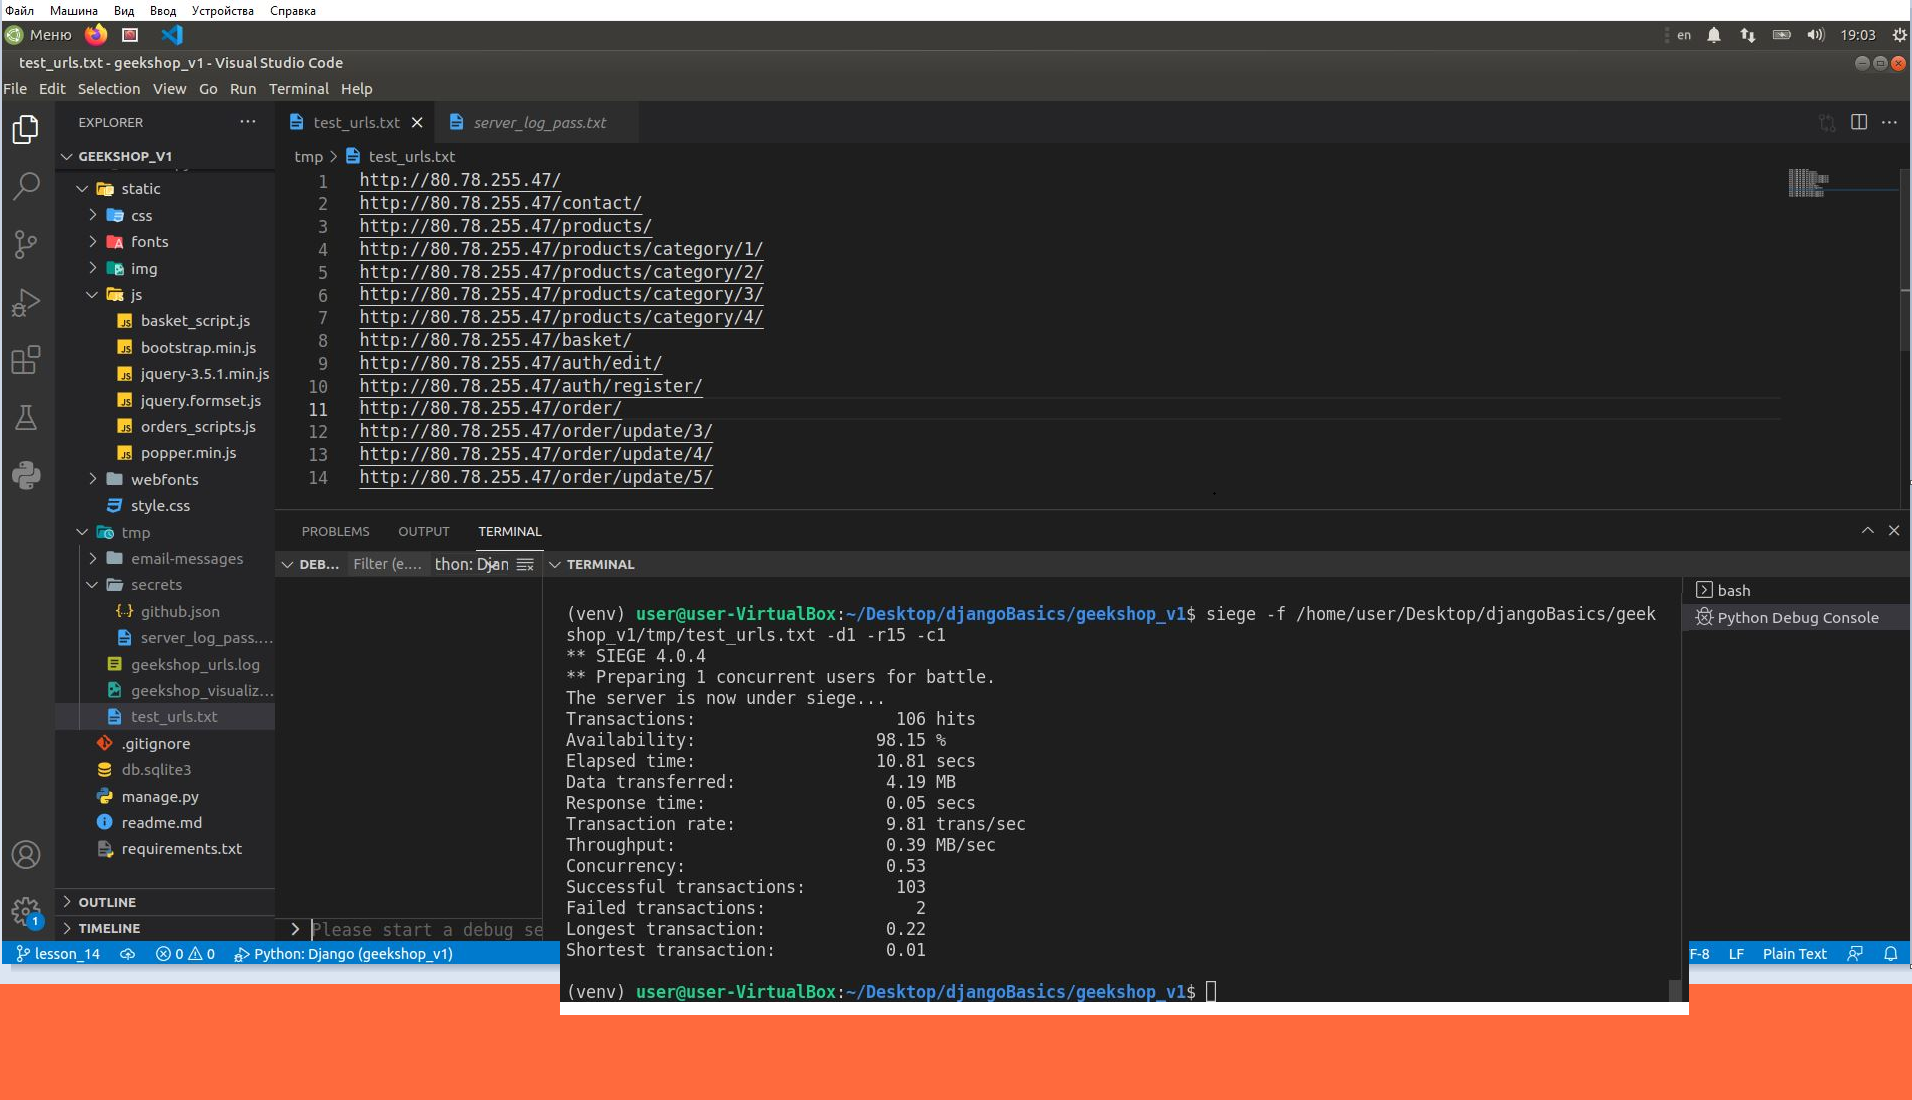 Файл Машина Вид Ввод Устройства Справка
Меню en 19:03
test_urls.txt - geekshop_v1 - Visual Studio Code
File Edit Selection View Go Run Terminal Help
EXPLORER ···
GEEKSHOP_V1
static
css
fonts
img
js
basket_script.js
bootstrap.min.js
jquery-3.5.1.min.js
jquery.formset.js
orders_scripts.js
popper.min.js
webfonts
style.css
tmp
email-messages
secrets
github.json
server_log_pass....
geekshop_urls.log
geekshop_visualiz...
test_urls.txt
.gitignore
db.sqlite3
manage.py
readme.md
requirements.txt
OUTLINE
TIMELINE
test_urls.txt server_log_pass.txt
tmp > test_urls.txt
1 http://80.78.255.47/
2 http://80.78.255.47/contact/
3 http://80.78.255.47/products/
4 http://80.78.255.47/products/category/1/
5 http://80.78.255.47/products/category/2/
6 http://80.78.255.47/products/category/3/
7 http://80.78.255.47/products/category/4/
8 http://80.78.255.47/basket/
9 http://80.78.255.47/auth/edit/
10 http://80.78.255.47/auth/register/
11 http://80.78.255.47/order/
12 http://80.78.255.47/order/update/3/
13 http://80.78.255.47/order/update/4/
14 http://80.78.255.47/order/update/5/
PROBLEMS OUTPUT TERMINAL
DEB... Filter (e.... thon: Djan
Please start a debug se
TERMINAL
(venv) user@user-VirtualBox:~/Desktop/djangoBasics/geekshop_v1$ siege -f /home/user/Desktop/djangoBasics/geek
shop_v1/tmp/test_urls.txt -d1 -r15 -c1
** SIEGE 4.0.4
** Preparing 1 concurrent users for battle.
The server is now under siege...
Transactions: 106 hits
Availability: 98.15 %
Elapsed time: 10.81 secs
Data transferred: 4.19 MB
Response time: 0.05 secs
Transaction rate: 9.81 trans/sec
Throughput: 0.39 MB/sec
Concurrency: 0.53
Successful transactions: 103
Failed transactions: 2
Longest transaction: 0.22
Shortest transaction: 0.01
(venv) user@user-VirtualBox:~/Desktop/djangoBasics/geekshop_v1$
bash
Python Debug Console
1
lesson_14 0 0 Python: Django (geekshop_v1) F-8 LF Plain Text